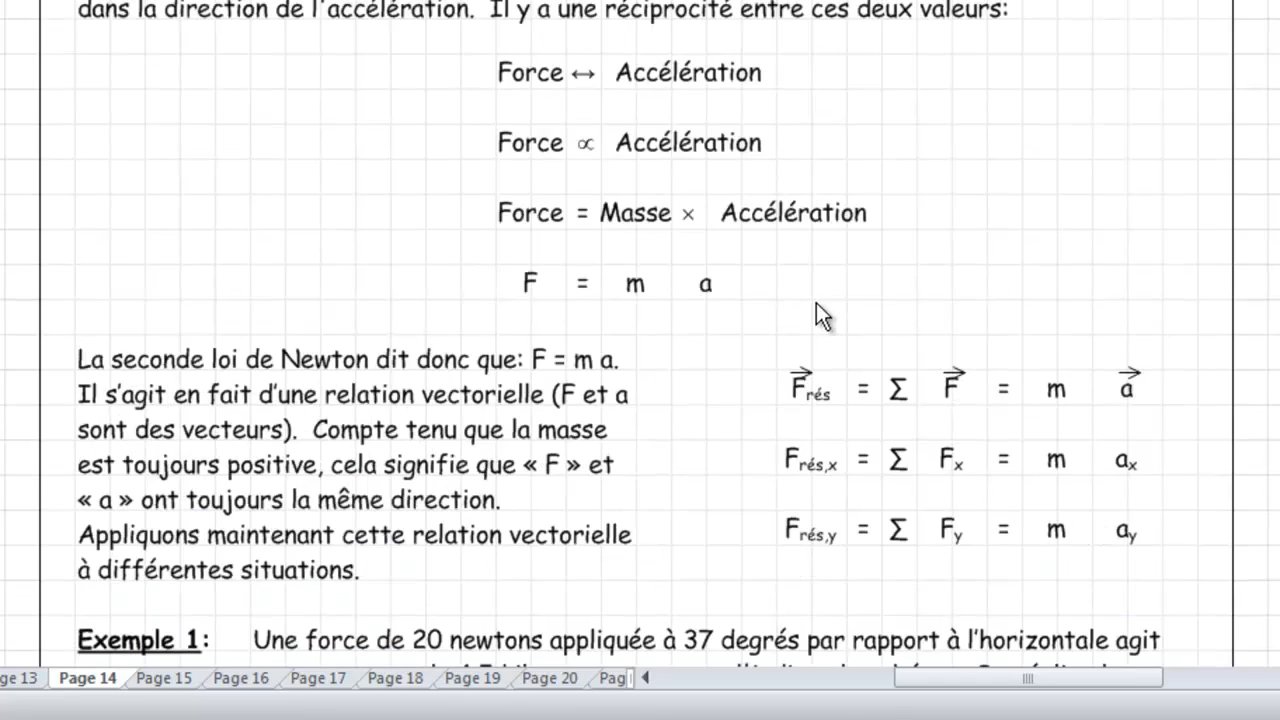 dans la direction de l'accélération. Il y a une réciprocité entre ces deux valeurs:
Force ↔ Accélération
Force ∝ Accélération
Force = Masse × Accélération
F = m a
La seconde loi de Newton dit donc que: F = m a.
Il s'agit en fait d'une relation vectorielle (F et a
sont des vecteurs). Compte tenu que la masse
est toujours positive, cela signifie que « F » et
« a » ont toujours la même direction.
Appliquons maintenant cette relation vectorielle
à différentes situations.
F⃗rés = Σ F⃗ = m a⃗
Frés,x = Σ Fx = m ax
Frés,y = Σ Fy = m ay
Exemple 1: Une force de 20 newtons appliquée à 37 degrés par rapport à l'horizontale agit
ge 13 Page 14 Page 15 Page 16 Page 17 Page 18 Page 19 Page 20 Pag